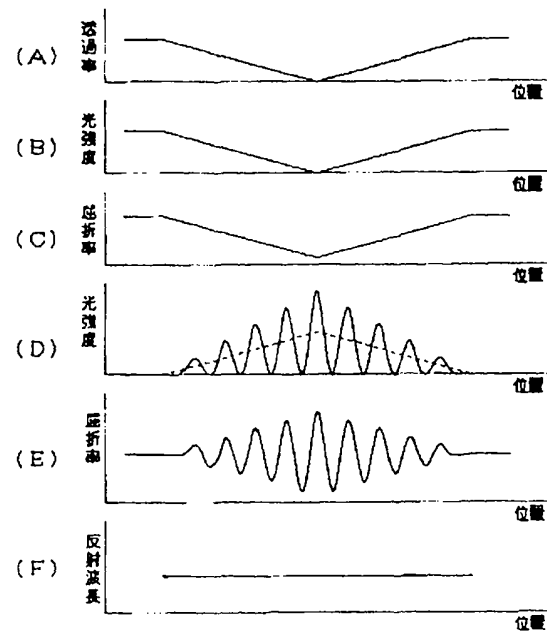 (A)
透過率
位置
(B)
光強度
位置
(C)
屈折率
位置
(D)
光強度
位置
(E)
屈折率
位置
(F)
反射波長
位置